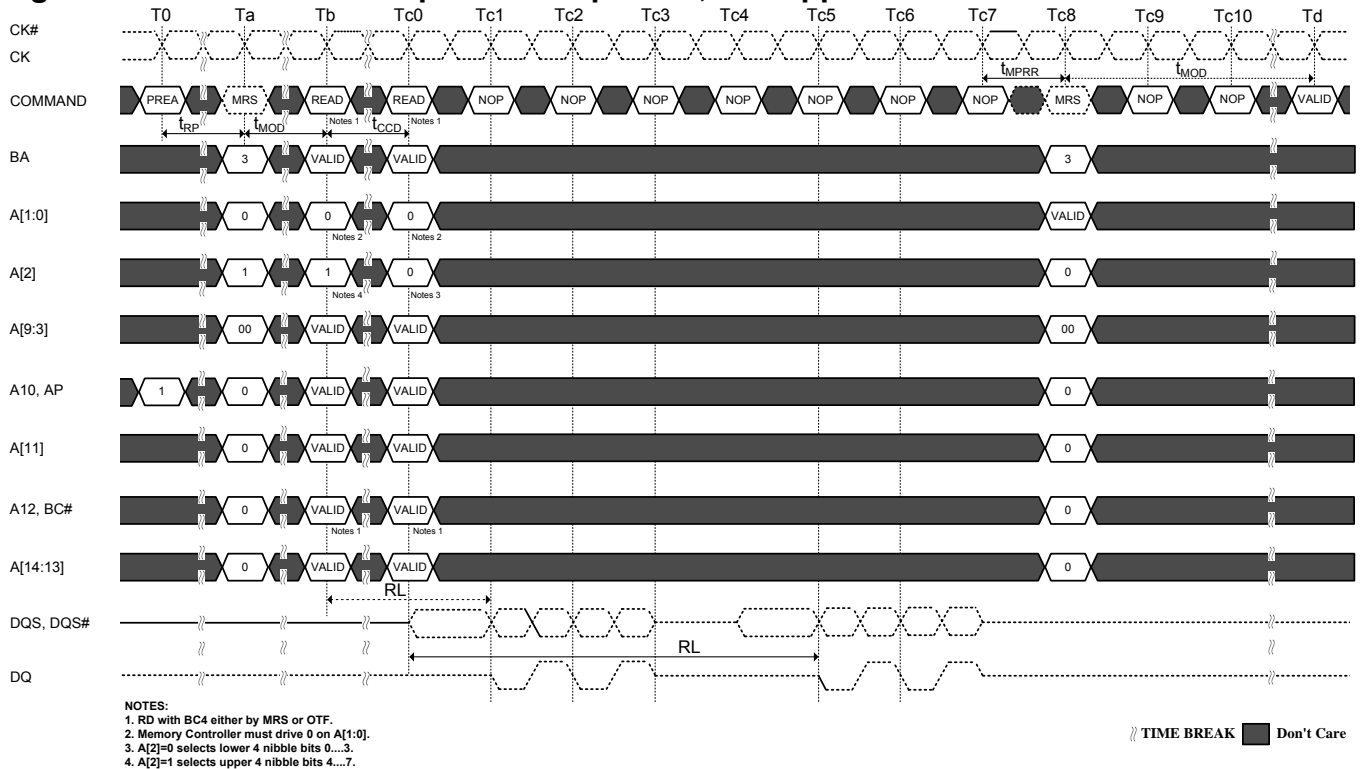 T0 Ta Tb Tc0 Tc1 Tc2 Tc3 Tc4 Tc5 Tc6 Tc7 Tc8 Tc9 Tc10 Td
CK#
CK
tMPRR tMOD
COMMAND PREA MRS READ READ NOP NOP NOP NOP NOP NOP NOP MRS NOP NOP VALID
Notes 1 Notes 1
tRP tMOD tCCD
BA 3 VALID VALID 3
A[1:0] 0 0 0 VALID
Notes 2 Notes 2
A[2] 1 1 0 0
Notes 4 Notes 3
A[9:3] 00 VALID VALID 00
A10, AP 1 0 VALID VALID 0
A[11] 0 VALID VALID 0
A12, BC# 0 VALID VALID 0
Notes 1 Notes 1
A[14:13] 0 VALID VALID 0
RL
DQS, DQS#
RL
DQ
NOTES:
1. RD with BC4 either by MRS or OTF.
2. Memory Controller must drive 0 on A[1:0].
3. A[2]=0 selects lower 4 nibble bits 0....3.
4. A[2]=1 selects upper 4 nibble bits 4....7.
TIME BREAK Don't Care